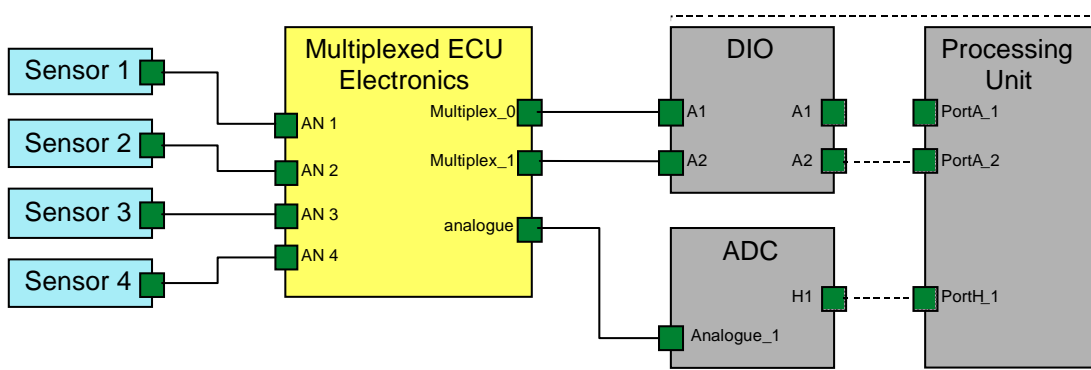 Sensor 1
Sensor 2
Sensor 3
Sensor 4
Multiplexed ECU
Electronics
AN 1
AN 2
AN 3
AN 4
Multiplex_0
Multiplex_1
analogue
DIO
A1
A1
A2
A2
ADC
H1
Analogue_1
Processing
Unit
PortA_1
PortA_2
PortH_1